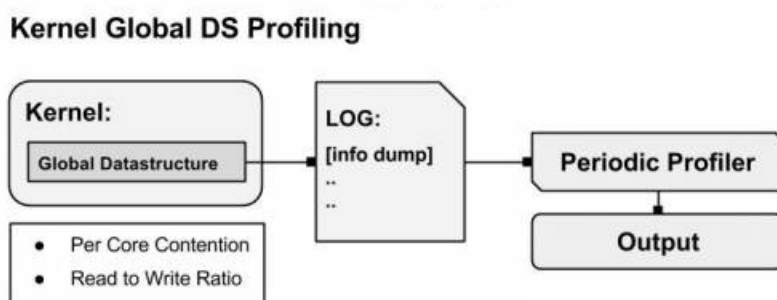 Kernel Global DS Profiling
Kernel:
Global Datastructure
LOG:
[info dump]
..
..
Periodic Profiler
Output
● Per Core Contention
● Read to Write Ratio